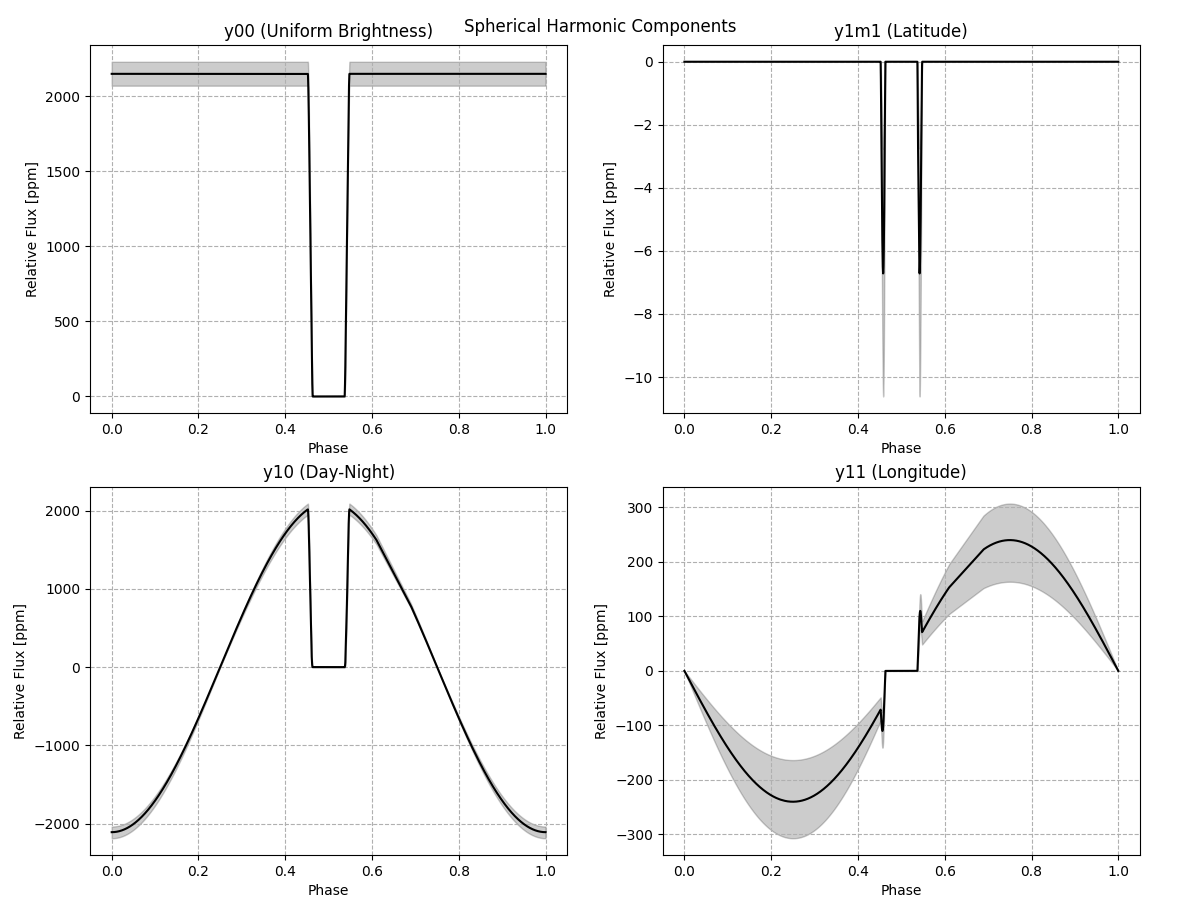 Spherical Harmonic Components
y00 (Uniform Brightness)
2000
1500
1000
500
0
Relative Flux [ppm]
0.0 0.2 0.4 0.6 0.8 1.0
Phase
y1m1 (Latitude)
0
−2
−4
−6
−8
−10
Relative Flux [ppm]
0.0 0.2 0.4 0.6 0.8 1.0
Phase
y10 (Day-Night)
2000
1000
0
−1000
−2000
Relative Flux [ppm]
0.0 0.2 0.4 0.6 0.8 1.0
Phase
y11 (Longitude)
300
200
100
0
−100
−200
−300
Relative Flux [ppm]
0.0 0.2 0.4 0.6 0.8 1.0
Phase